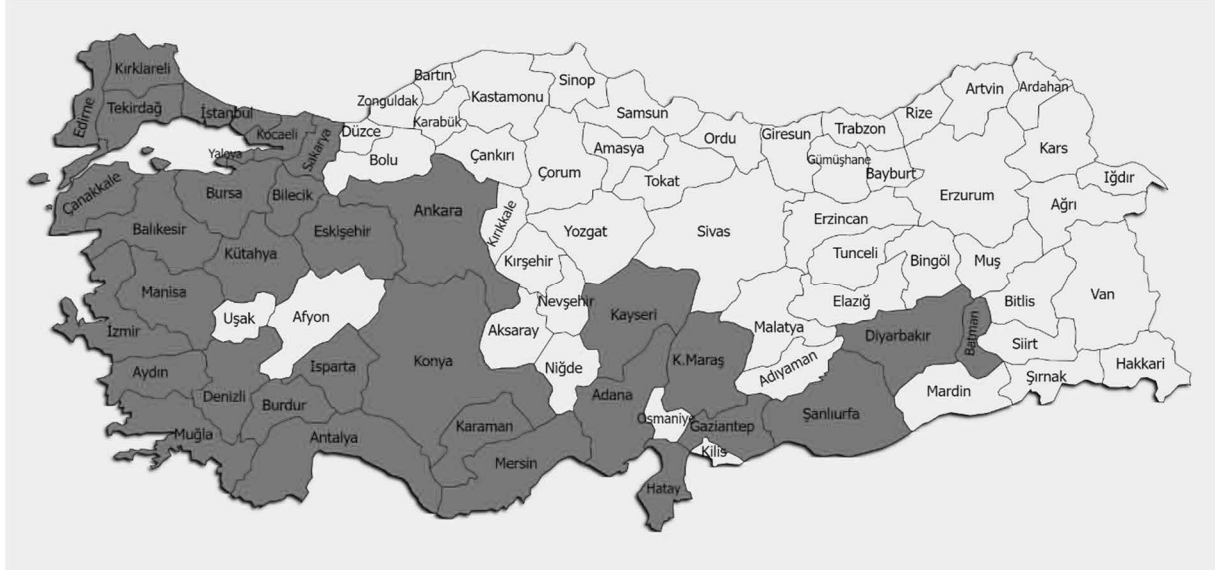 Kırklareli
Edirne
Tekirdağ
İstanbul
Kocaeli
Yalova
Sakarya
Düzce
Bolu
Zonguldak
Bartın
Karabük
Kastamonu
Sinop
Çankırı
Samsun
Amasya
Çorum
Tokat
Ordu
Giresun
Trabzon
Gümüşhane
Bayburt
Rize
Artvin
Ardahan
Kars
Iğdır
Ağrı
Erzurum
Erzincan
Çanakkale
Bursa
Bilecik
Balıkesir
Kütahya
Eskişehir
Ankara
Kırıkkale
Yozgat
Kırşehir
Sivas
Tunceli
Bingöl
Muş
Bitlis
Van
Elazığ
Malatya
Manisa
İzmir
Uşak
Afyon
Nevşehir
Aksaray
Kayseri
Niğde
Konya
Isparta
Aydın
Denizli
Burdur
Muğla
Antalya
Karaman
Mersin
Adana
K.Maraş
Osmaniye
Gaziantep
Kilis
Hatay
Adıyaman
Şanlıurfa
Diyarbakır
Batman
Siirt
Mardin
Şırnak
Hakkari